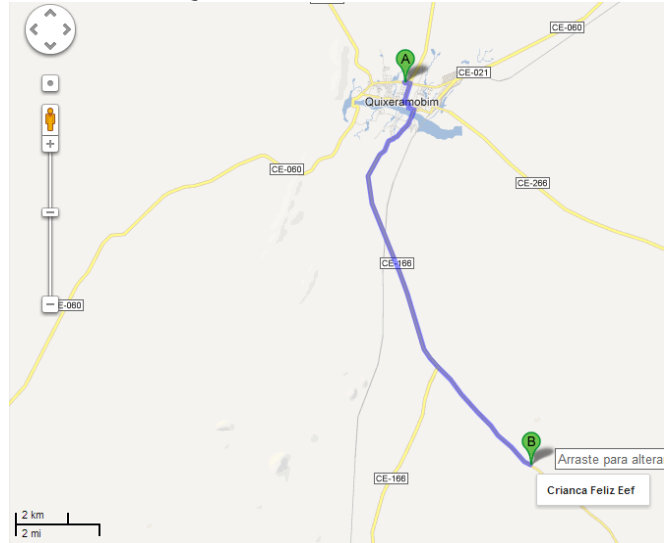 CE-060
CE-021
A
Quixeramobim
CE-060
CE-266
CE-166
CE-060
B
Arraste para altera
Crianca Feliz Eef
CE-166
2 km
2 mi